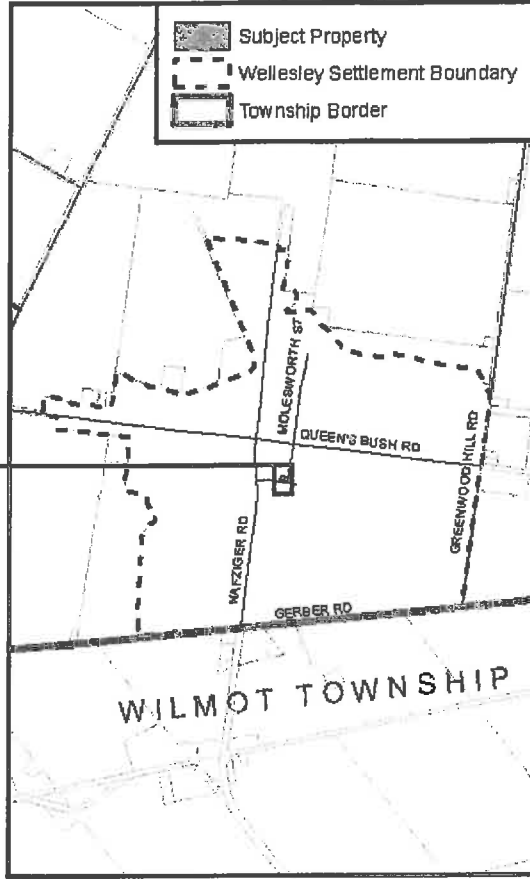 Subject Property
Wellesley Settlement Boundary
Township Border
MOLESWORTH ST
QUEEN'S BUSH RD
GREENWOOD HILL RD
NAFZIGER RD
GERBER RD
WILMOT TOWNSHIP